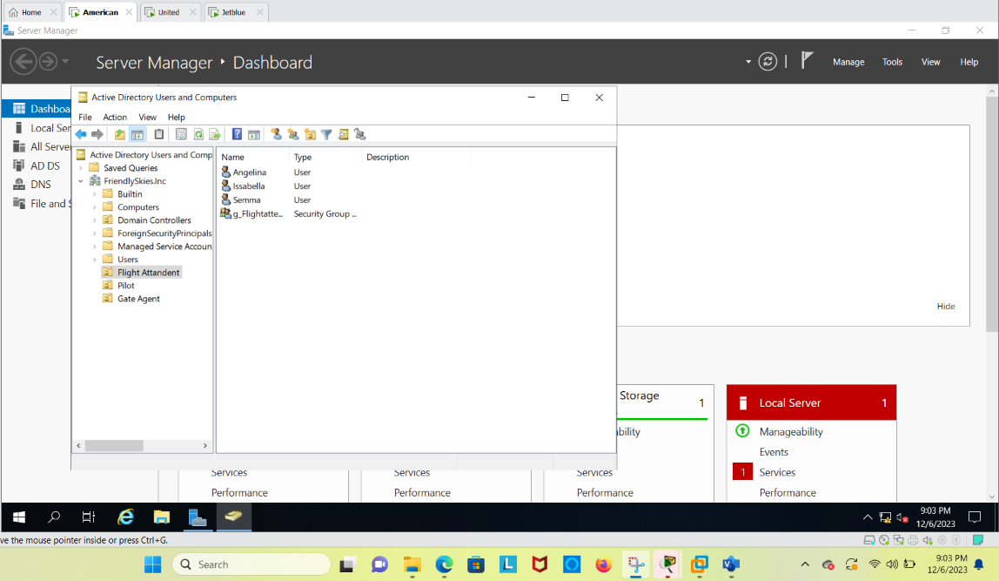 Home
American
United
Jetblue
Server Manager
Server Manager • Dashboard
Manage Tools View Help
Active Directory Users and Computers
File Action View Help
Dashboa
Local Ser
All Serve
AD DS
DNS
File and S
Active Directory Users and Comp
Saved Queries
FriendlySkies.Inc
Builtin
Computers
Domain Controllers
ForeignSecurityPrincipals
Managed Service Accoun
Users
Flight Attandent
Pilot
Gate Agent
Name Type Description
Angelina User
Issabella User
Semma User
g_Flightatte... Security Group ...
Hide
Storage 1
bility
Services
Performance
Services
Performance
Services
Performance
Local Server 1
Manageability
Events
1 Services
Performance
9:03 PM
12/6/2023
ve the mouse pointer inside or press Ctrl+G.
Search
9:03 PM
12/6/2023